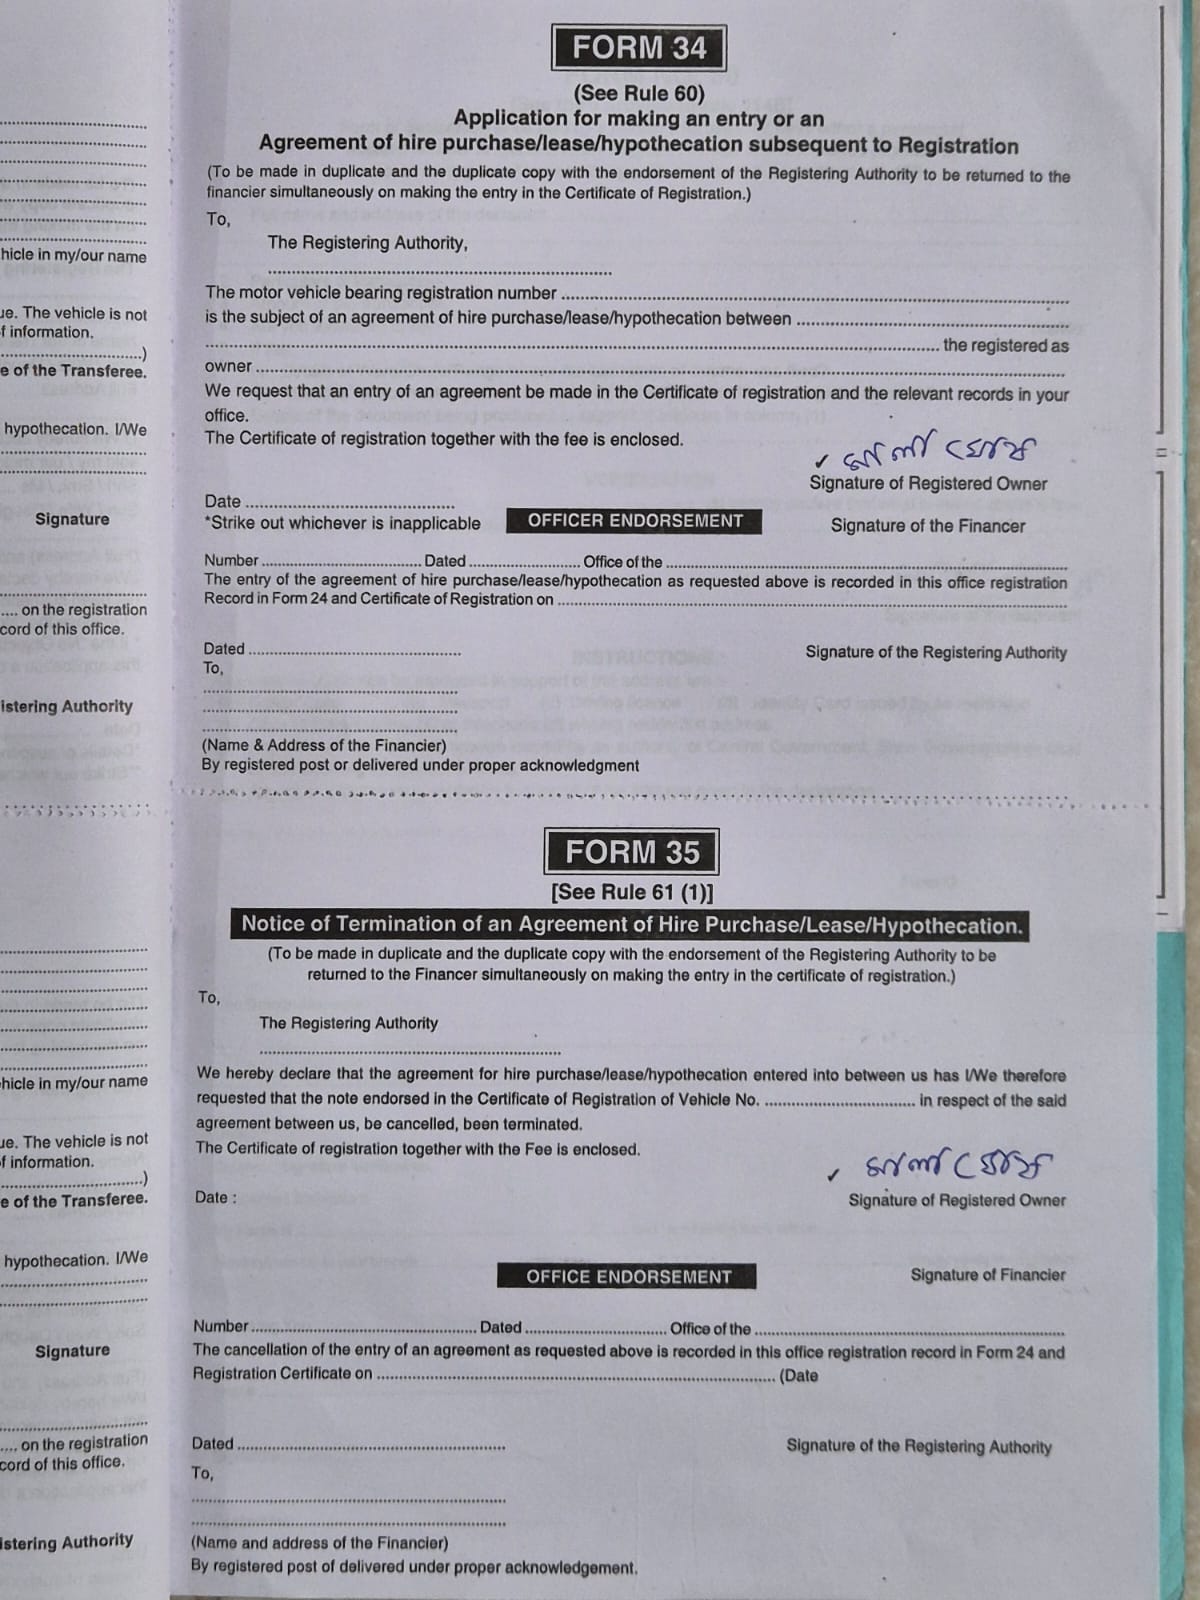 FORM 34
(See Rule 60)
Application for making an entry or an
Agreement of hire purchase/lease/hypothecation subsequent to Registration
(To be made in duplicate and the duplicate copy with the endorsement of the Registering Authority to be returned to the
financier simultaneously on making the entry in the Certificate of Registration.)
To,
The Registering Authority,
The motor vehicle bearing registration number
is the subject of an agreement of hire purchase/lease/hypothecation between
the registered as
owner
We request that an entry of an agreement be made in the Certificate of registration and the relevant records in your
office.
The Certificate of registration together with the fee is enclosed.
Signature of Registered Owner
Date
*Strike out whichever is inapplicable OFFICER ENDORSEMENT Signature of the Financer
Number Dated Office of the
The entry of the agreement of hire purchase/lease/hypothecation as requested above is recorded in this office registration
Record in Form 24 and Certificate of Registration on
Dated Signature of the Registering Authority
To,
(Name & Address of the Financier)
By registered post or delivered under proper acknowledgment
FORM 35
[See Rule 61 (1)]
Notice of Termination of an Agreement of Hire Purchase/Lease/Hypothecation.
(To be made in duplicate and the duplicate copy with the endorsement of the Registering Authority to be
returned to the Financer simultaneously on making the entry in the certificate of registration.)
To,
The Registering Authority
We hereby declare that the agreement for hire purchase/lease/hypothecation entered into between us has I/We therefore
requested that the note endorsed in the Certificate of Registration of Vehicle No. in respect of the said
agreement between us, be cancelled, been terminated.
The Certificate of registration together with the Fee is enclosed.
Date : Signature of Registered Owner
OFFICE ENDORSEMENT Signature of Financier
Number Dated Office of the
The cancellation of the entry of an agreement as requested above is recorded in this office registration record in Form 24 and
Registration Certificate on (Date
Dated Signature of the Registering Authority
To,
(Name and address of the Financier)
By registered post of delivered under proper acknowledgement.
hicle in my/our name
ue. The vehicle is not
f information.
)
e of the Transferee.
hypothecation. I/We
Signature
on the registration
cord of this office.
istering Authority
hicle in my/our name
ue. The vehicle is not
f information.
)
e of the Transferee.
hypothecation. I/We
Signature
on the registration
cord of this office.
istering Authority